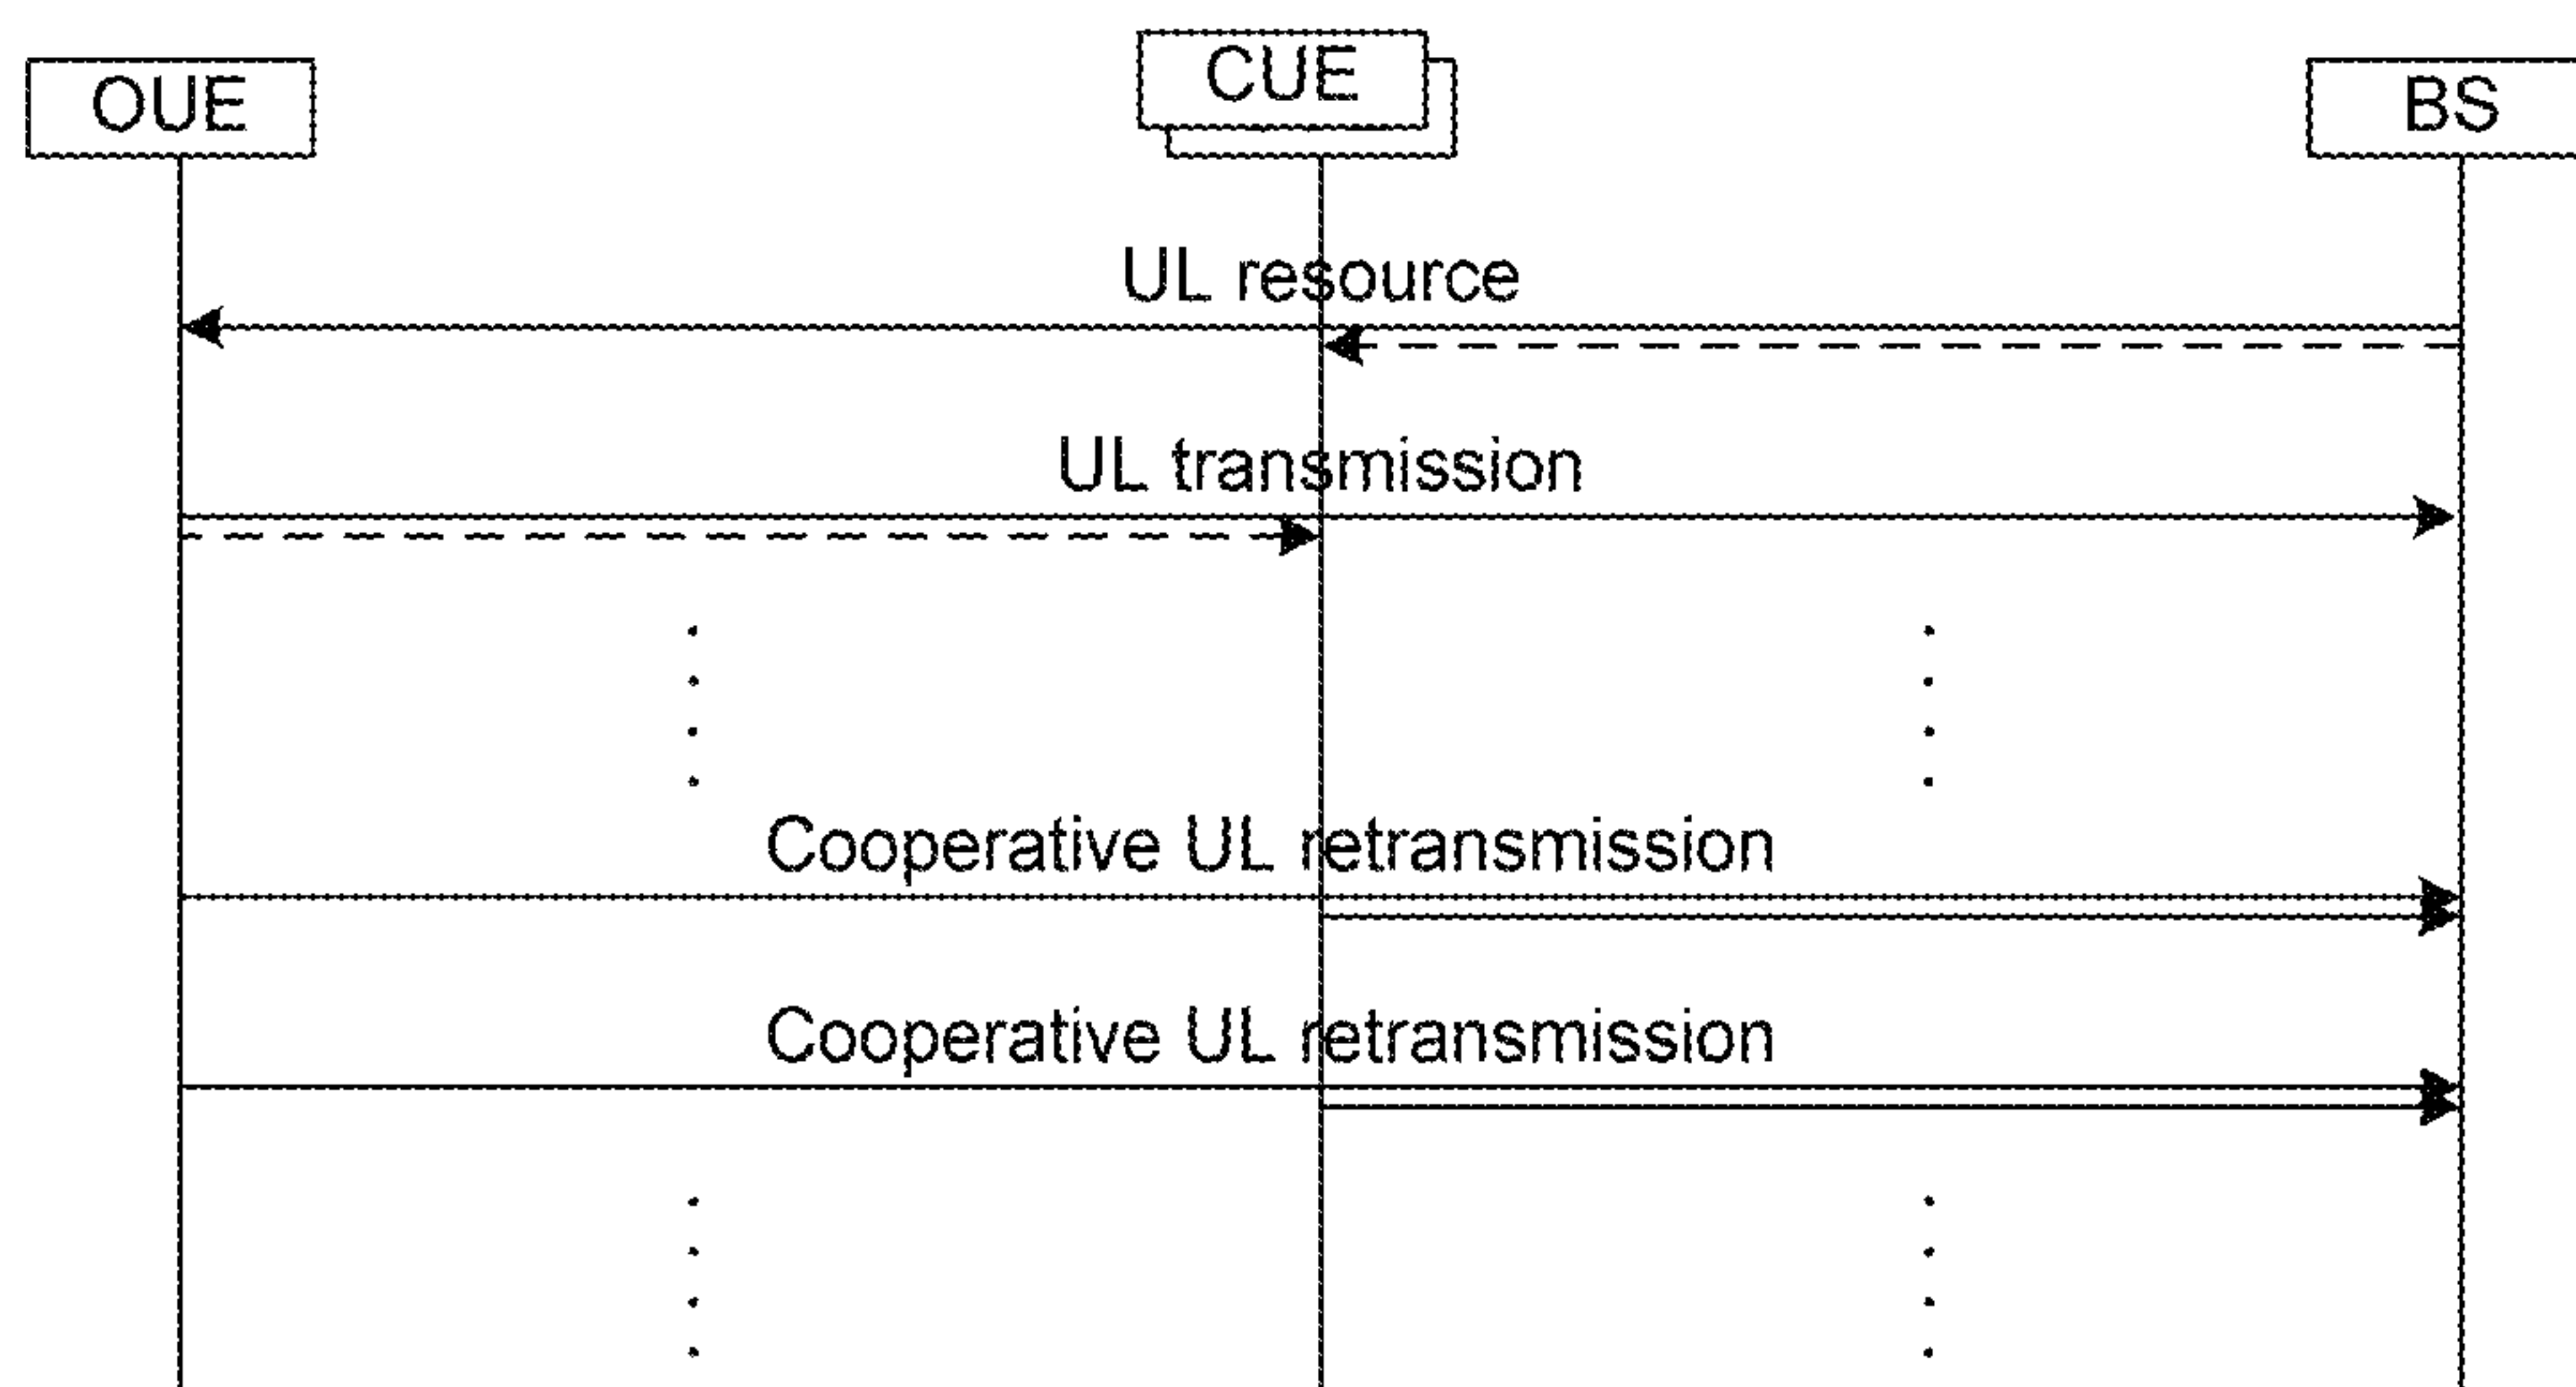 OUE
CUE
BS
UL resource
UL transmission
Cooperative UL retransmission
Cooperative UL retransmission